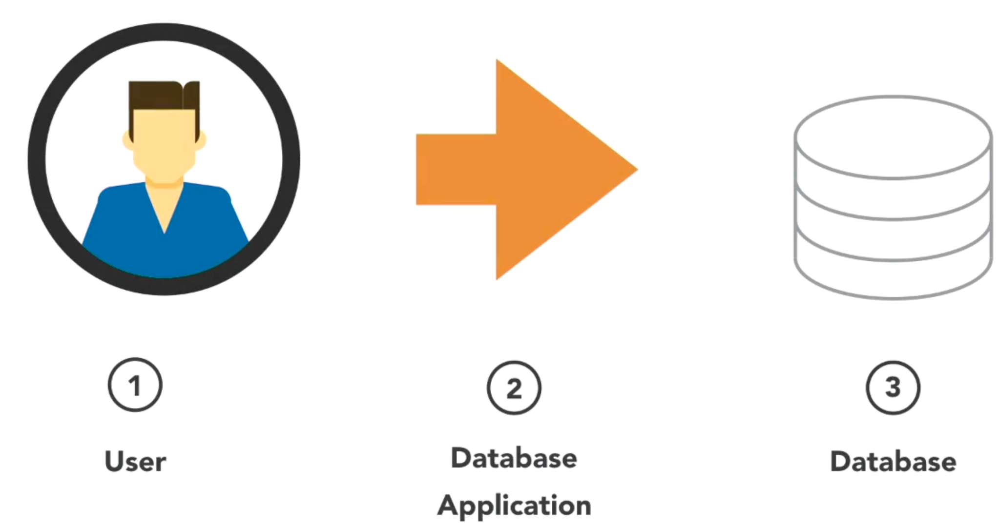 1
User
2
Database
Application
3
Database